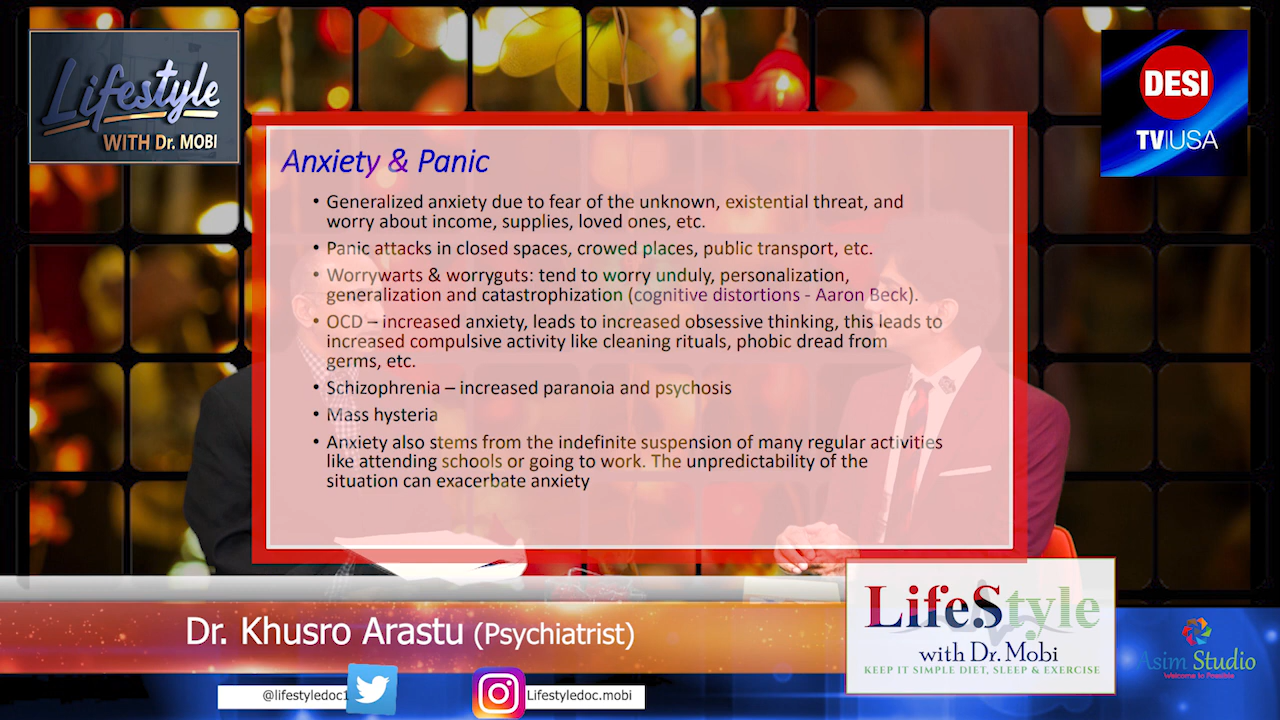 Lifestyle
WITH Dr. MOBI
DESI
TV USA
Anxiety & Panic
• Generalized anxiety due to fear of the unknown, existential threat, and
worry about income, supplies, loved ones, etc.
• Panic attacks in closed spaces, crowed places, public transport, etc.
• Worrywarts & worryguts: tend to worry unduly, personalization,
generalization and catastrophization (cognitive distortions - Aaron Beck).
• OCD – increased anxiety, leads to increased obsessive thinking, this leads to
increased compulsive activity like cleaning rituals, phobic dread from
germs, etc.
• Schizophrenia – increased paranoia and psychosis
• Mass hysteria
• Anxiety also stems from the indefinite suspension of many regular activities
like attending schools or going to work. The unpredictability of the
situation can exacerbate anxiety
Dr. Khusro Arastu (Psychiatrist)
LifeStyle
with Dr. Mobi
KEEP IT SIMPLE DIET, SLEEP & EXERCISE
Asim Studio
Welcome to Possible
@lifestyledoc1
Lifestyledoc.mobi